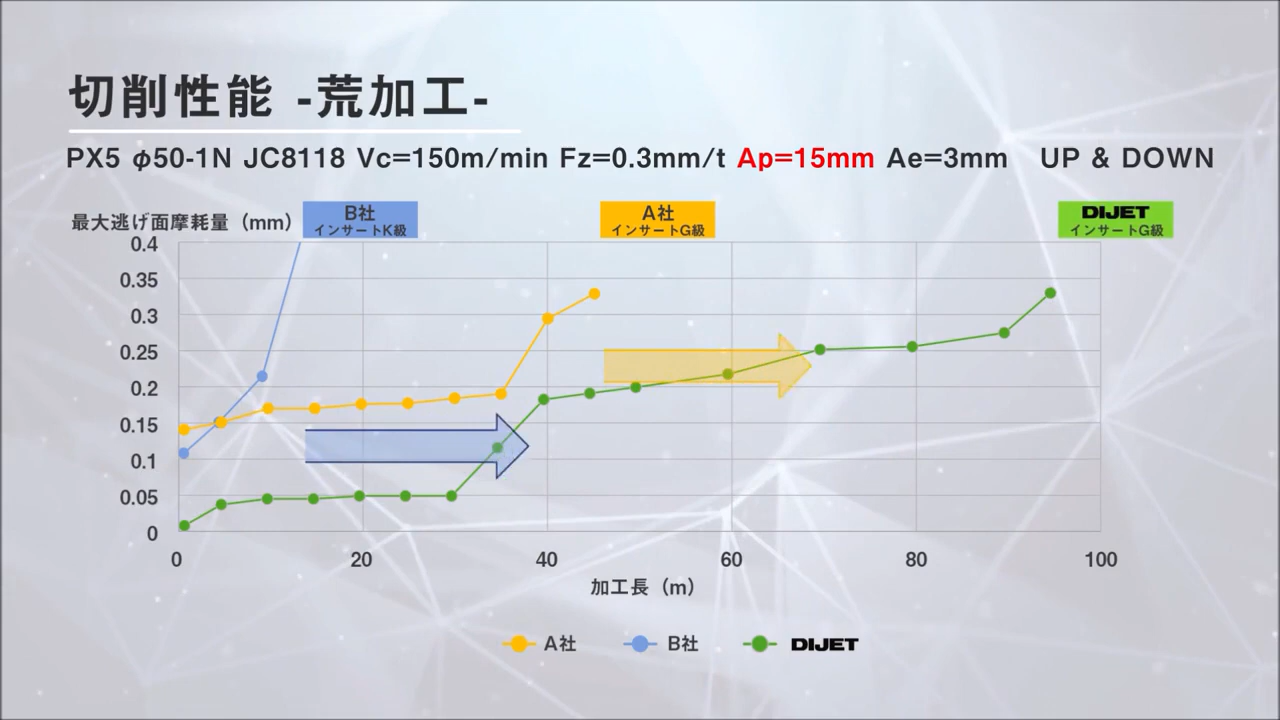 切削性能 -荒加工-
PX5 φ50-1N JC8118 Vc=150m/min Fz=0.3mm/t Ap=15mm Ae=3mm UP & DOWN
最大逃げ面摩耗量（mm）
B社
インサートK級
A社
インサートG級
DIJET
インサートG級
0.4
0.35
0.3
0.25
0.2
0.15
0.1
0.05
0
0 20 40 60 80 100
加工長（m）
A社 B社 DIJET